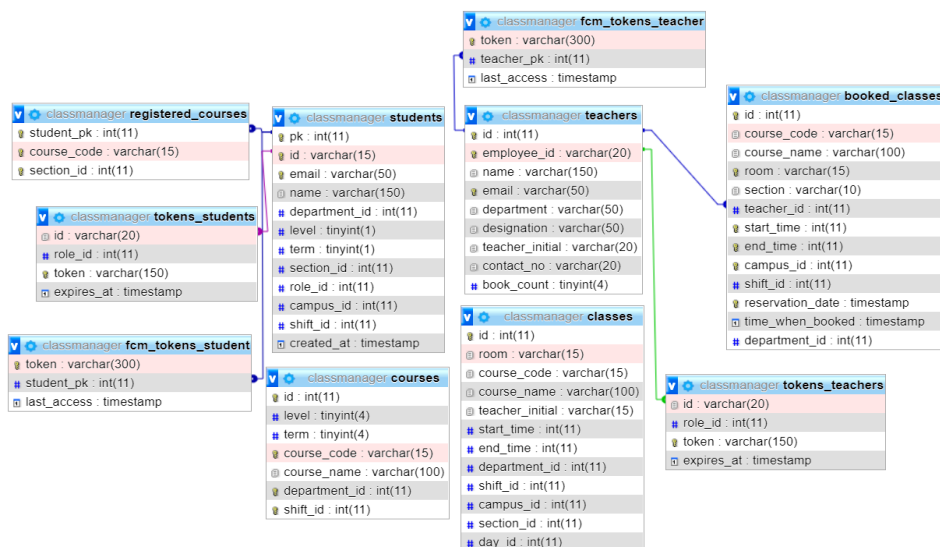 classmanager fcm_tokens_teacher
token : varchar(300)
teacher_pk : int(11)
last_access : timestamp
classmanager registered_courses
student_pk : int(11)
course_code : varchar(15)
section_id : int(11)
classmanager students
pk : int(11)
id : varchar(15)
email : varchar(50)
name : varchar(150)
department_id : int(11)
level : tinyint(1)
term : tinyint(1)
section_id : int(11)
role_id : int(11)
campus_id : int(11)
shift_id : int(11)
created_at : timestamp
classmanager teachers
id : int(11)
employee_id : varchar(20)
name : varchar(150)
email : varchar(50)
department : varchar(50)
designation : varchar(50)
teacher_initial : varchar(20)
contact_no : varchar(20)
book_count : tinyint(4)
classmanager booked_classes
id : int(11)
course_code : varchar(15)
course_name : varchar(100)
room : varchar(15)
section : varchar(10)
teacher_id : int(11)
start_time : int(11)
end_time : int(11)
campus_id : int(11)
shift_id : int(11)
reservation_date : timestamp
time_when_booked : timestamp
department_id : int(11)
classmanager tokens_students
id : varchar(20)
role_id : int(11)
token : varchar(150)
expires_at : timestamp
classmanager fcm_tokens_student
token : varchar(300)
student_pk : int(11)
last_access : timestamp
classmanager courses
id : int(11)
level : tinyint(4)
term : tinyint(4)
course_code : varchar(15)
course_name : varchar(100)
department_id : int(11)
shift_id : int(11)
classmanager classes
id : int(11)
room : varchar(15)
course_code : varchar(15)
course_name : varchar(100)
teacher_initial : varchar(15)
start_time : int(11)
end_time : int(11)
department_id : int(11)
shift_id : int(11)
campus_id : int(11)
section_id : int(11)
day_id : int(11)
classmanager tokens_teachers
id : varchar(20)
role_id : int(11)
token : varchar(150)
expires_at : timestamp